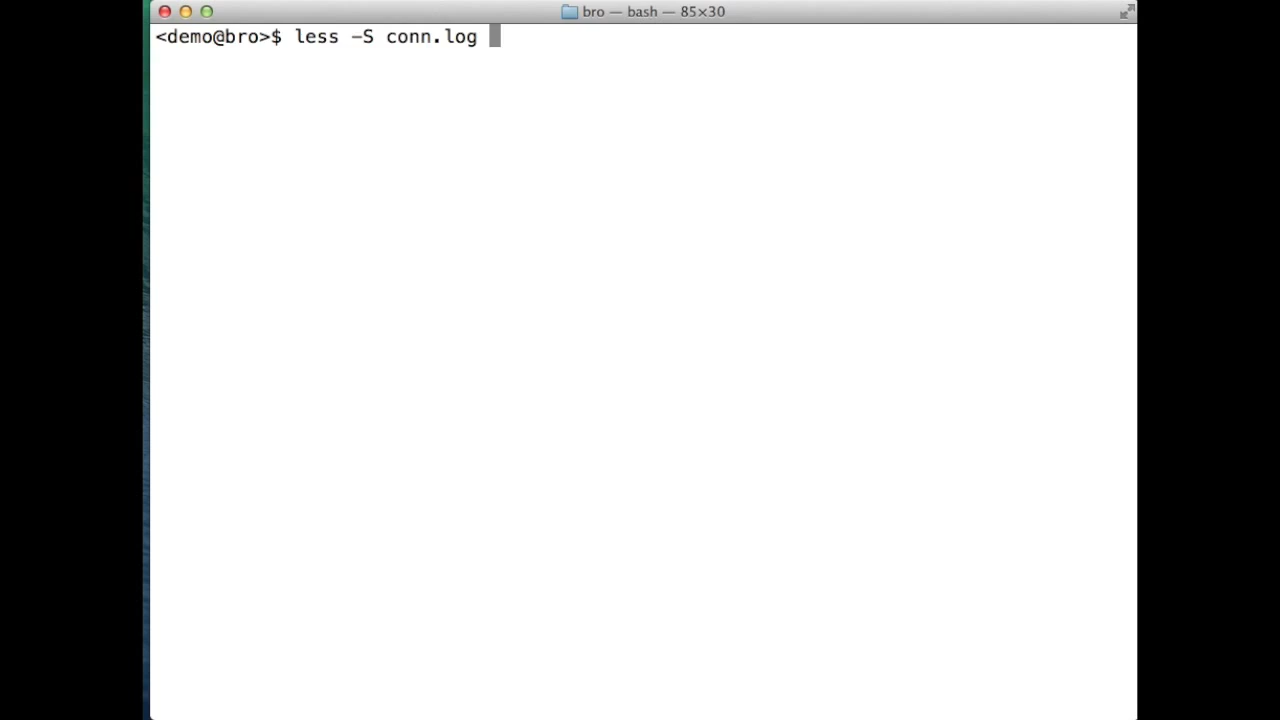 bro — bash — 85×30
<demo@bro>$ less -S conn.log